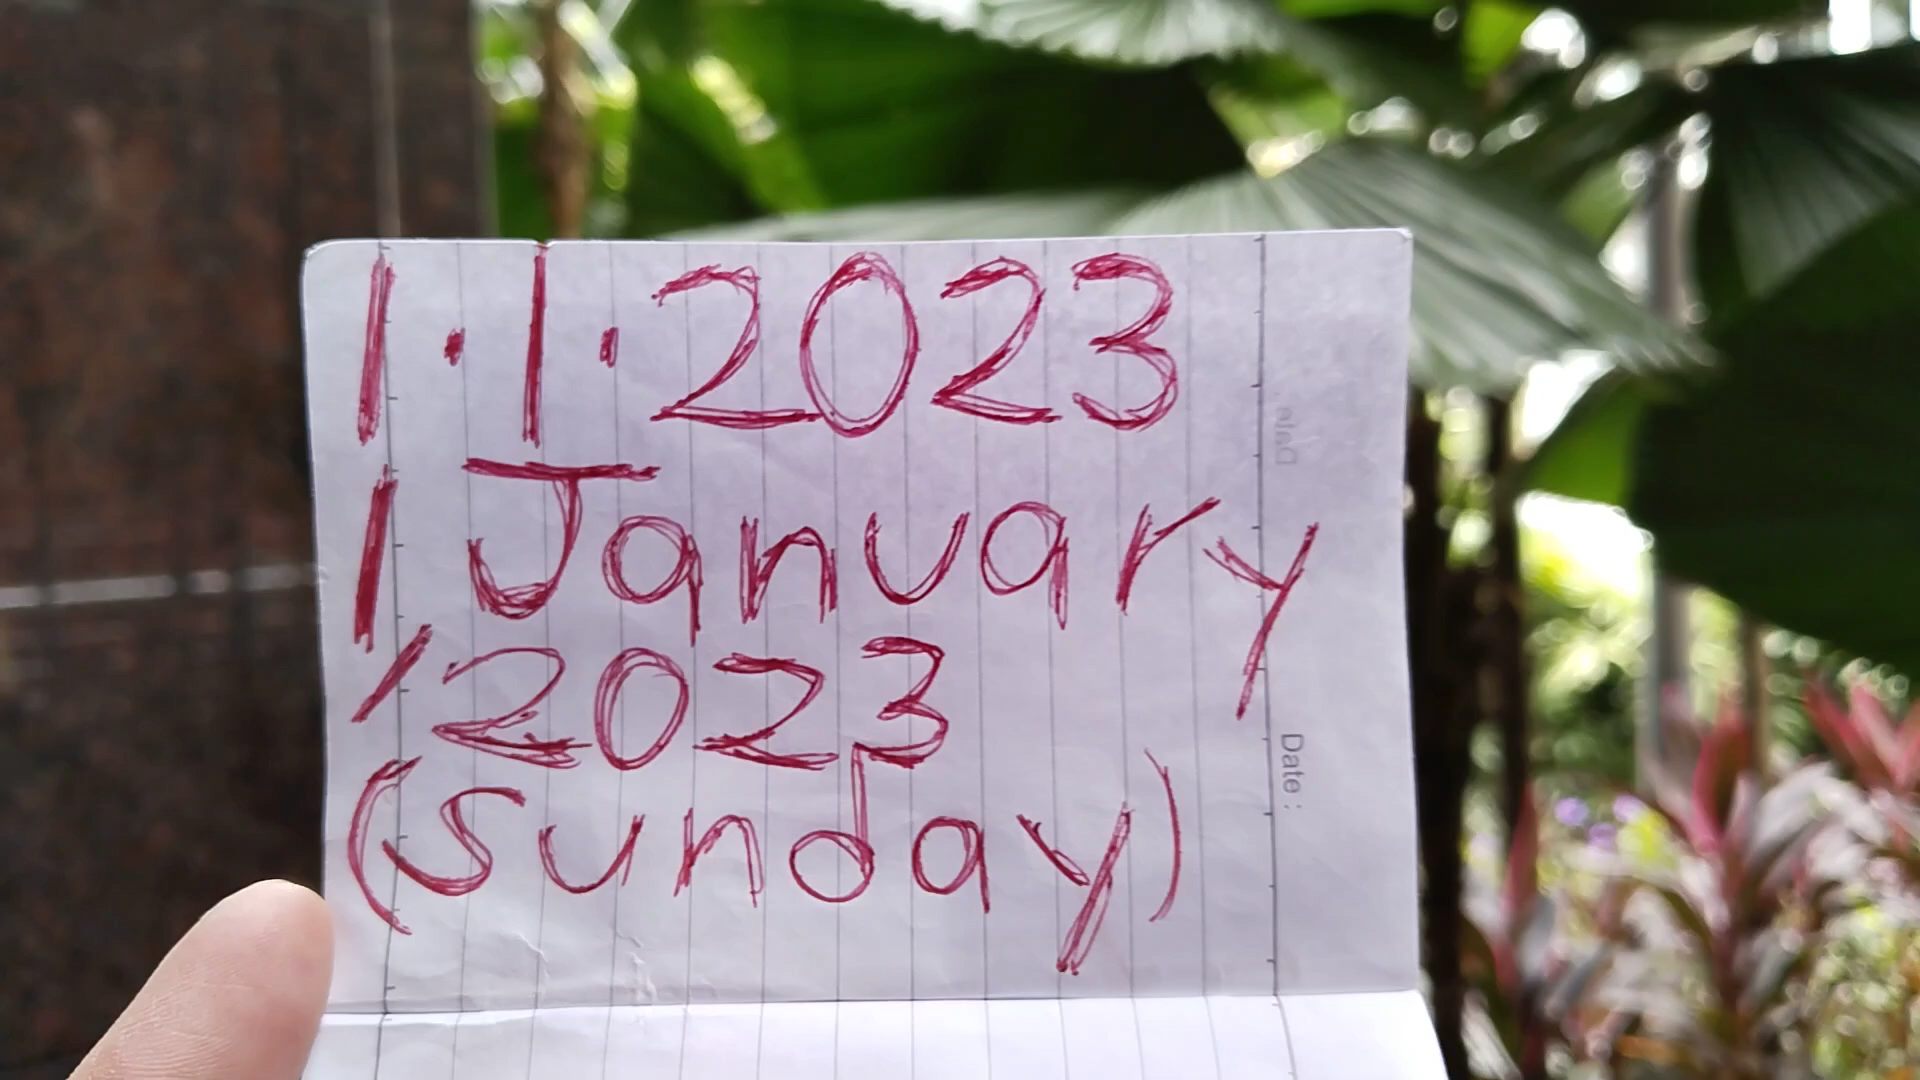 1.1.2023
1 January
, 2023
(Sunday)
Date :